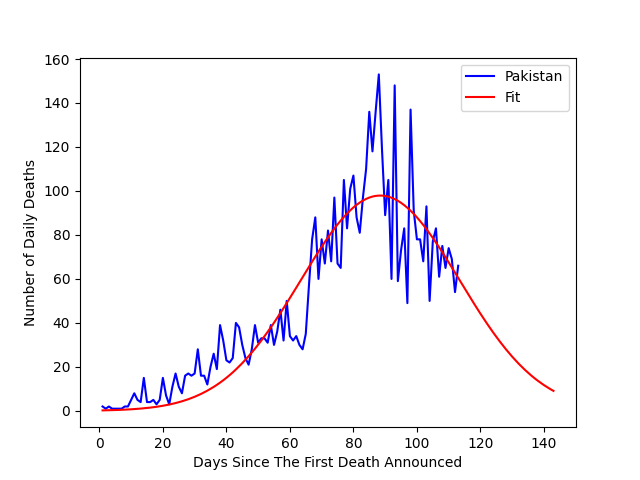 160
140
120
100
80
60
40
20
0
Number of Daily Deaths
Pakistan
Fit
0 20 40 60 80 100 120 140
Days Since The First Death Announced